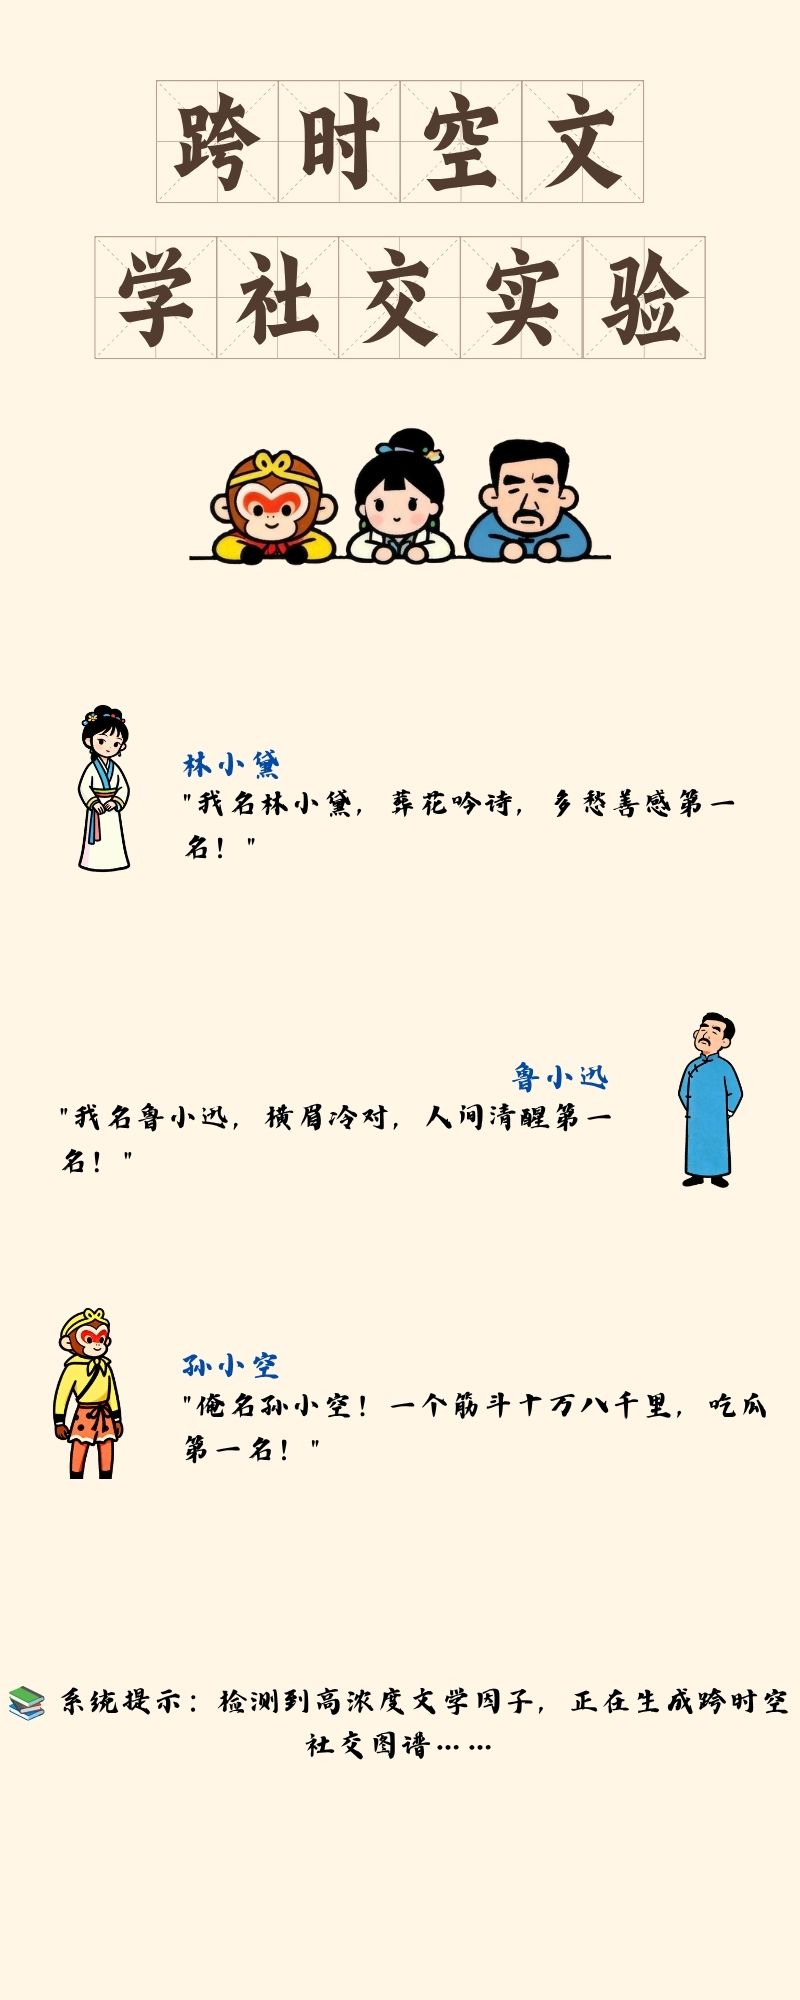 跨时空文
学社交实验
林小黛
"我名林小黛，葬花吟诗，多愁善感第一
名！"
鲁小迅
"我名鲁小迅，横眉冷对，人间清醒第一
名！"
孙小空
"俺名孙小空！一个筋斗十万八千里，吃瓜
第一名！"
系统提示：检测到高浓度文学因子，正在生成跨时空
社交图谱……